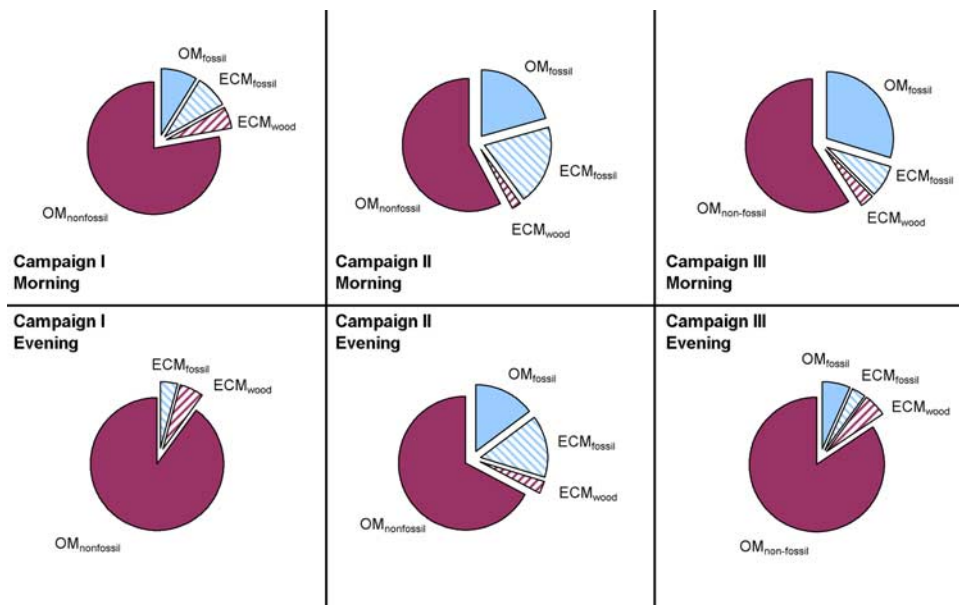 OMfossil
ECMfossil
ECMwood
OMnonfossil
Campaign I
Morning
OMfossil
ECMfossil
OMnonfossil
ECMwood
Campaign II
Morning
OMfossil
ECMfossil
OMnon-fossil
ECMwood
Campaign III
Morning
Campaign I
Evening
ECMfossil
ECMwood
OMnonfossil
Campaign II
Evening
OMfossil
ECMfossil
ECMwood
OMnonfossil
Campaign III
Evening
OMfossil
ECMfossil
ECMwood
OMnon-fossil